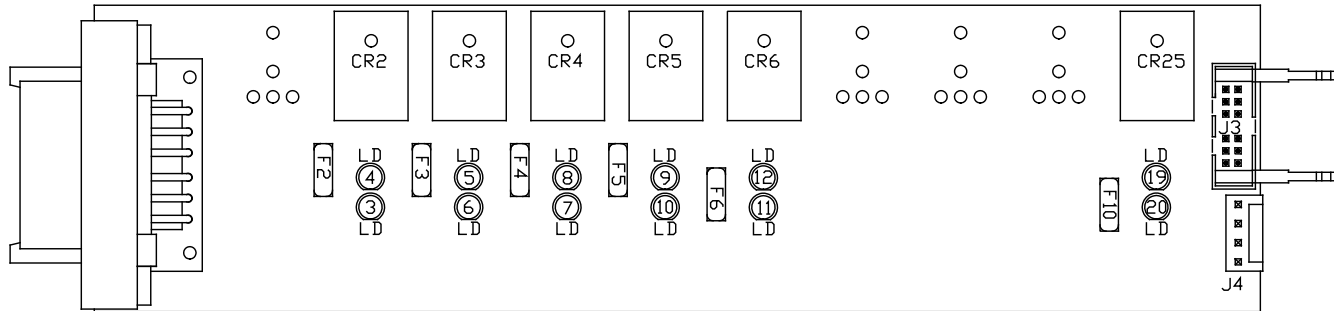 CR2 CR3 CR4 CR5 CR6 CR25
J3
LD LD LD LD LD LD
F2 4 F3 5 F4 8 F5 9 F6 12 F10 19
3 6 7 10 11 20
LD LD LD LD LD LD
J4